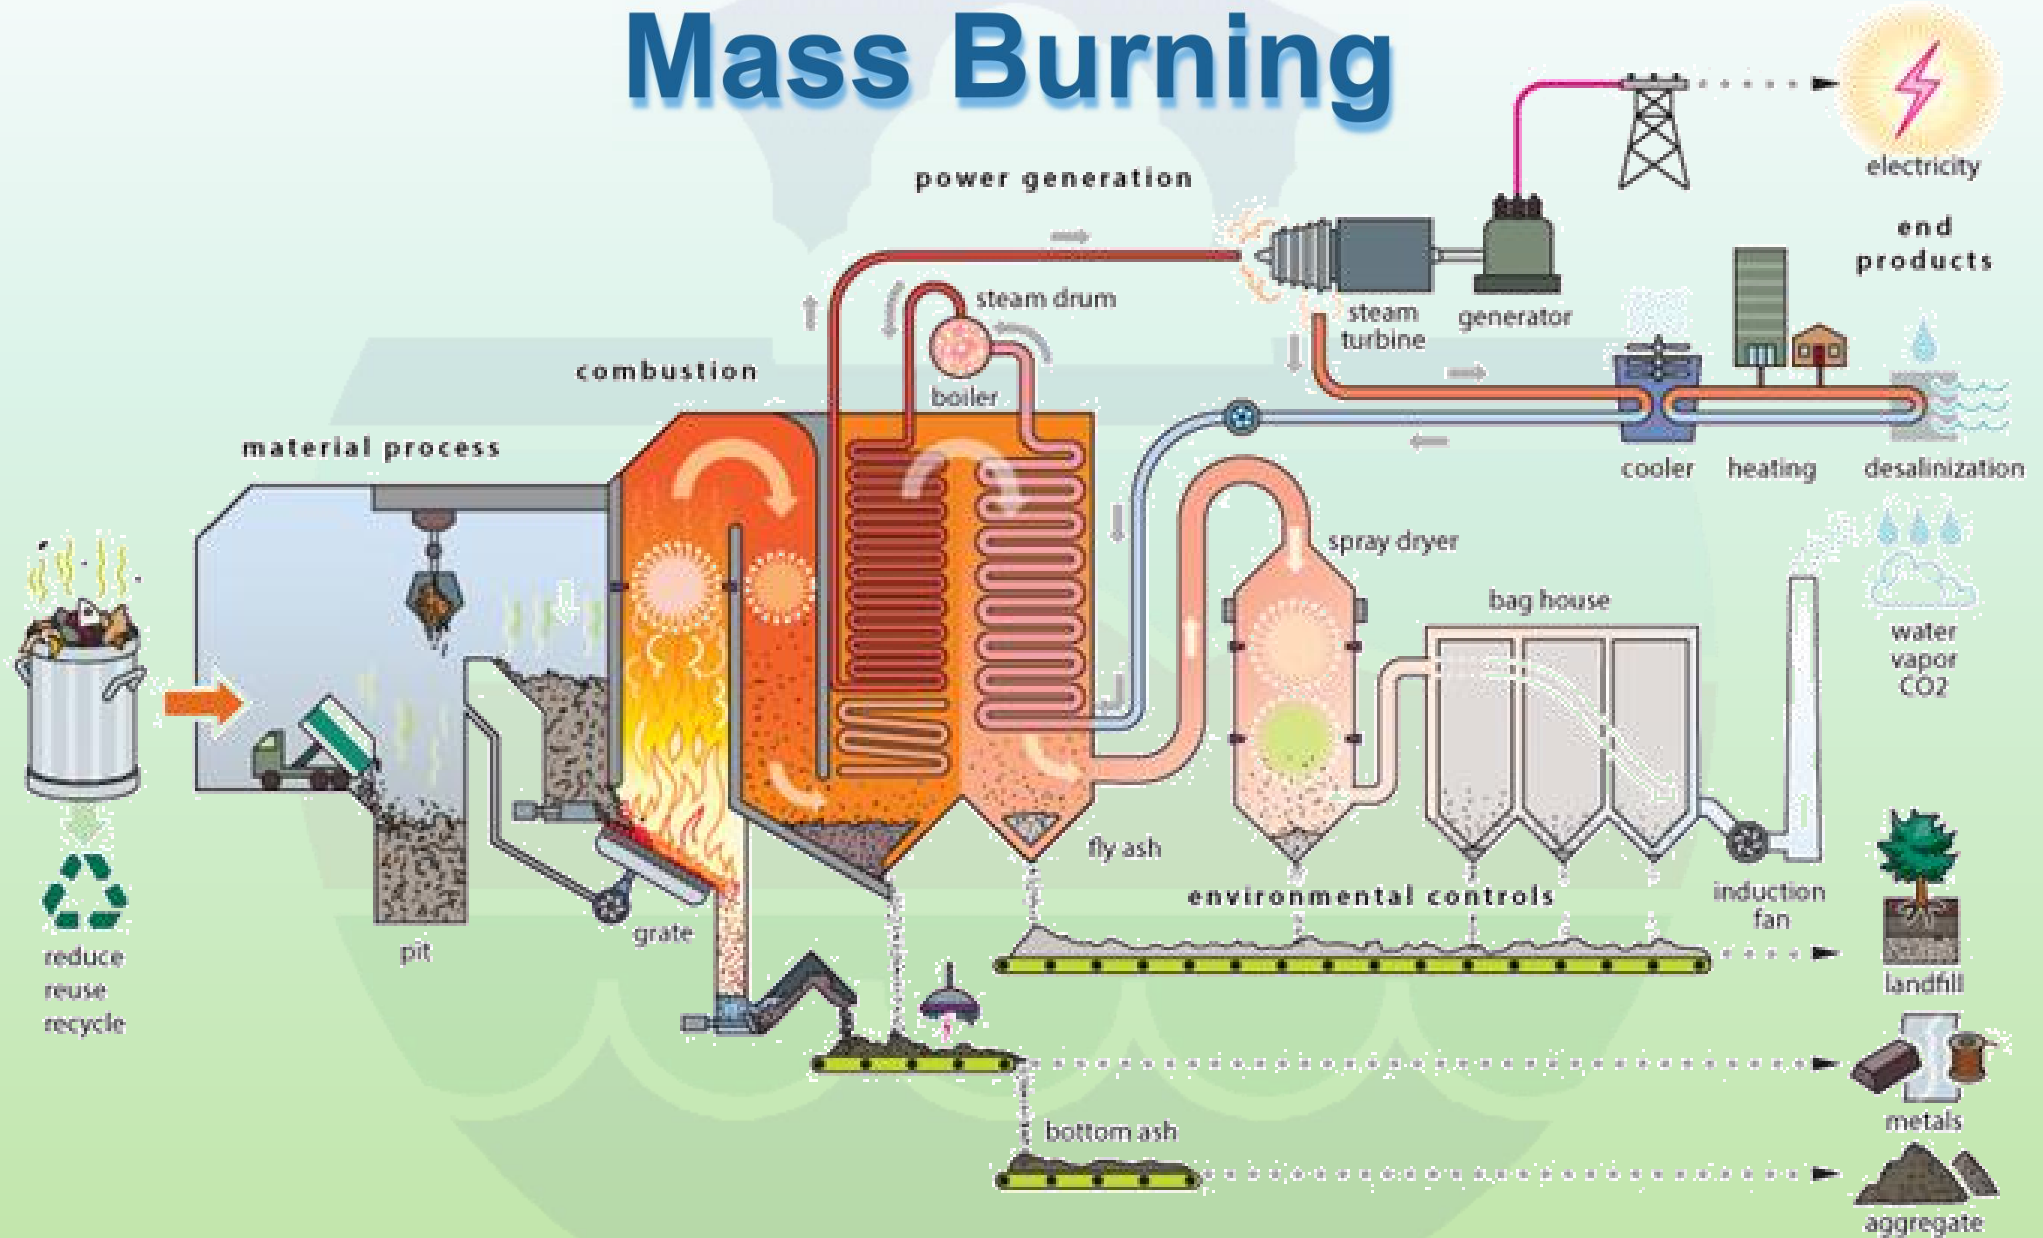 Mass Burning
power generation
electricity
end
products
steam drum
steam
turbine
generator
combustion
boiler
material process
cooler
heating
desalinization
spray dryer
bag house
water
vapor
CO2
fly ash
environmental controls
induction
fan
grate
pit
reduce
reuse
recycle
landfill
metals
bottom ash
aggregate